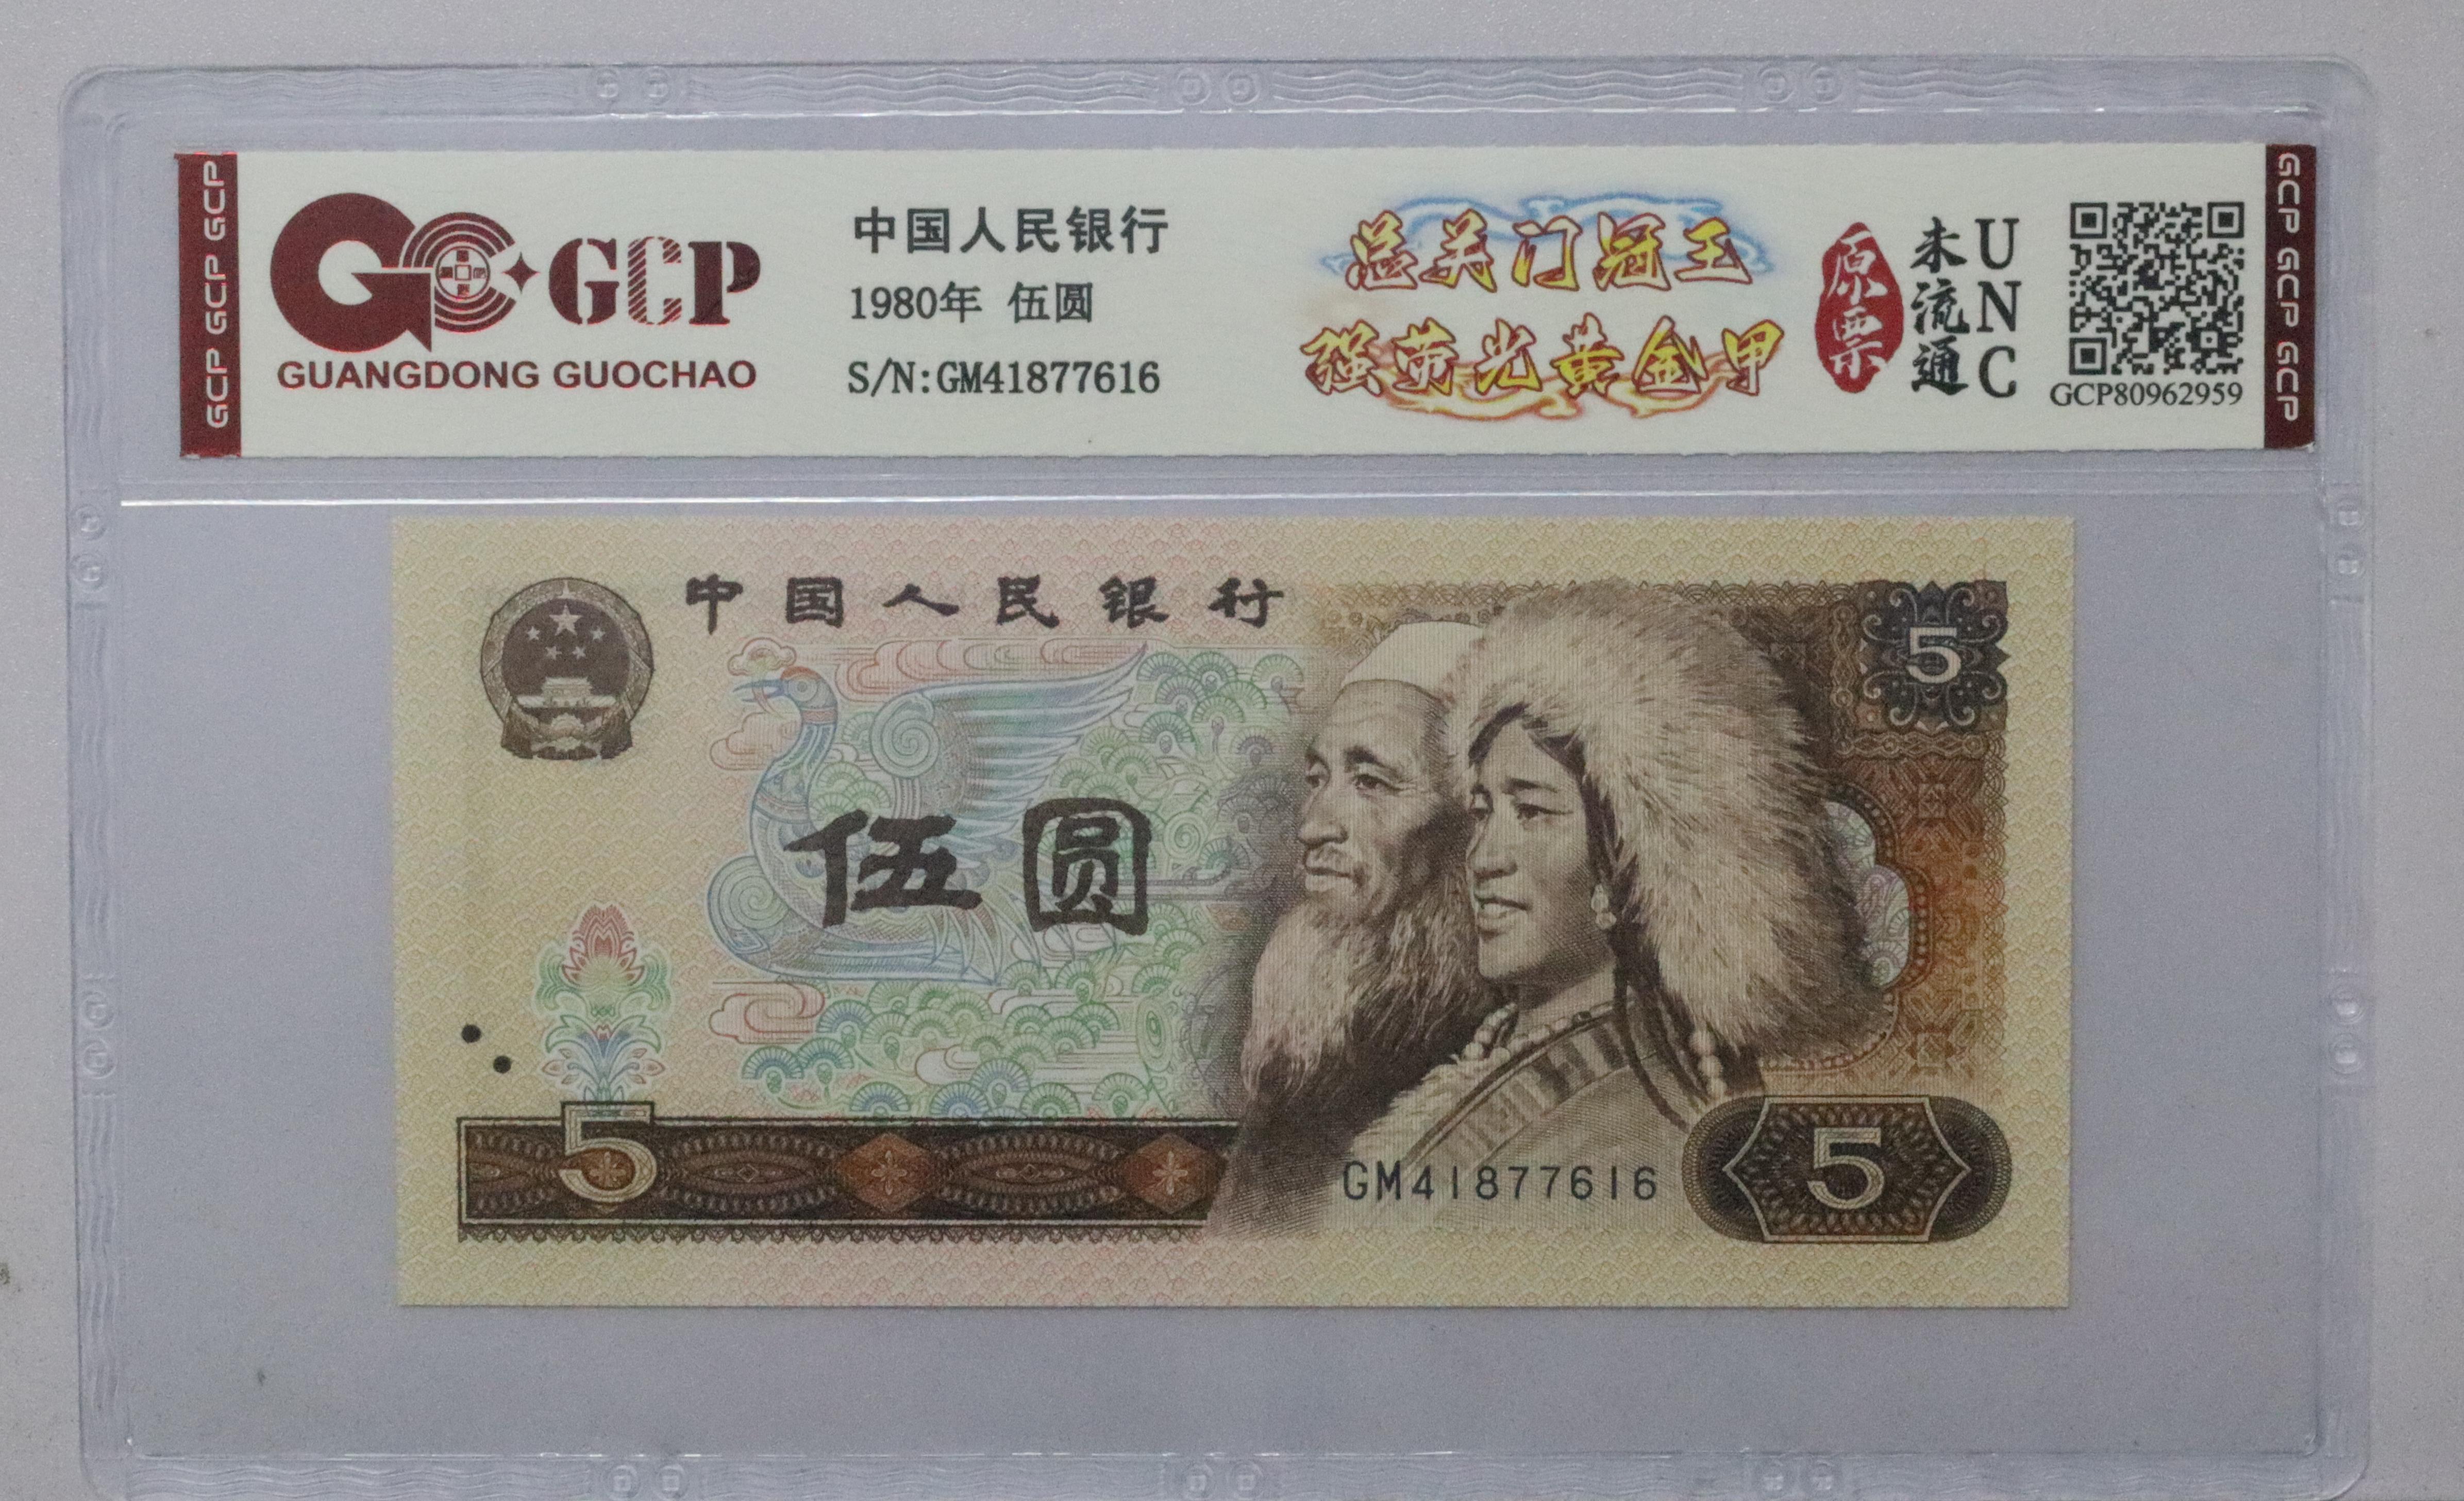 GCP GCP GCP
GCP
GUANGDONG GUOCHAO
中国人民银行
1980年 伍圆
S/N:GM41877616
总关门冠王
强荧光黄金甲
原票
未流通
UNC
GCP80962959
GCP GCP GCP
中国人民银行
5
伍圆
5
GM41877616
5